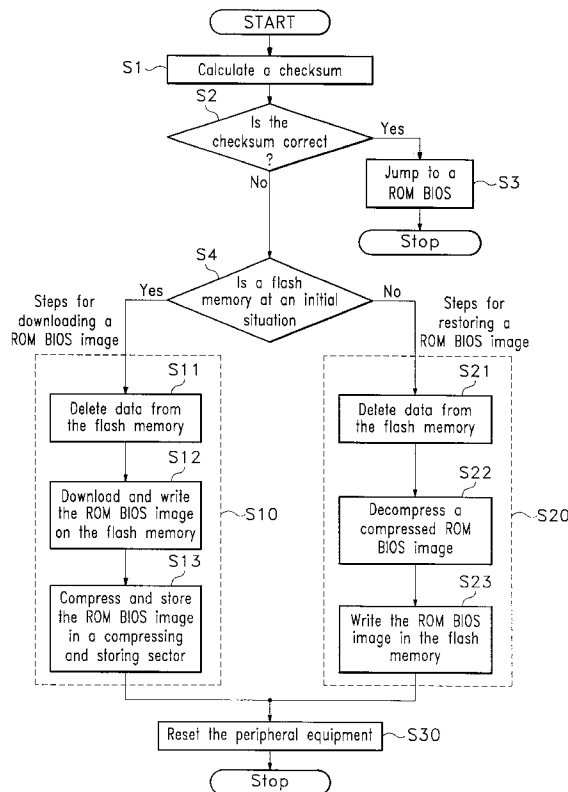 START
S1
Calculate a checksum
S2
Is the
checksum correct
?
Yes
No
Jump to a
ROM BIOS
S3
Stop
S4
Is a flash
memory at an initial
situation
Yes
No
Steps for
downloading a
ROM BIOS image
Steps for
restoring a
ROM BIOS image
S11
Delete data from
the flash memory
S12
Download and write
the ROM BIOS image
on the flash memory
S13
Compress and store
the ROM BIOS image
in a compressing
and storing sector
S10
S21
Delete data from
the flash memory
S22
Decompress a
compressed ROM
BIOS image
S23
Write the ROM BIOS
image in the flash
memory
S20
Reset the peripheral equipment
S30
Stop